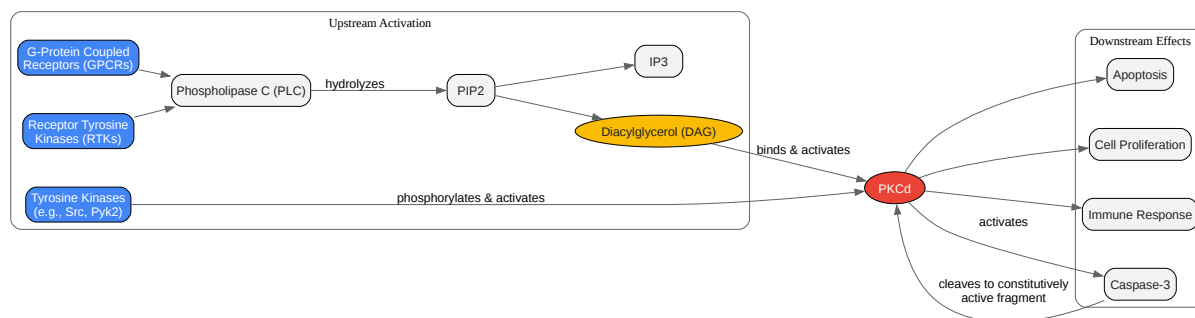 Upstream Activation
G-Protein Coupled
Receptors (GPCRs)
Receptor Tyrosine
Kinases (RTKs)
Tyrosine Kinases
(e.g., Src, Pyk2)
Phospholipase C (PLC)
hydrolyzes
PIP2
IP3
Diacylglycerol (DAG)
binds & activates
phosphorylates & activates
PKCd
activates
cleaves to constitutively
active fragment
Downstream Effects
Apoptosis
Cell Proliferation
Immune Response
Caspase-3